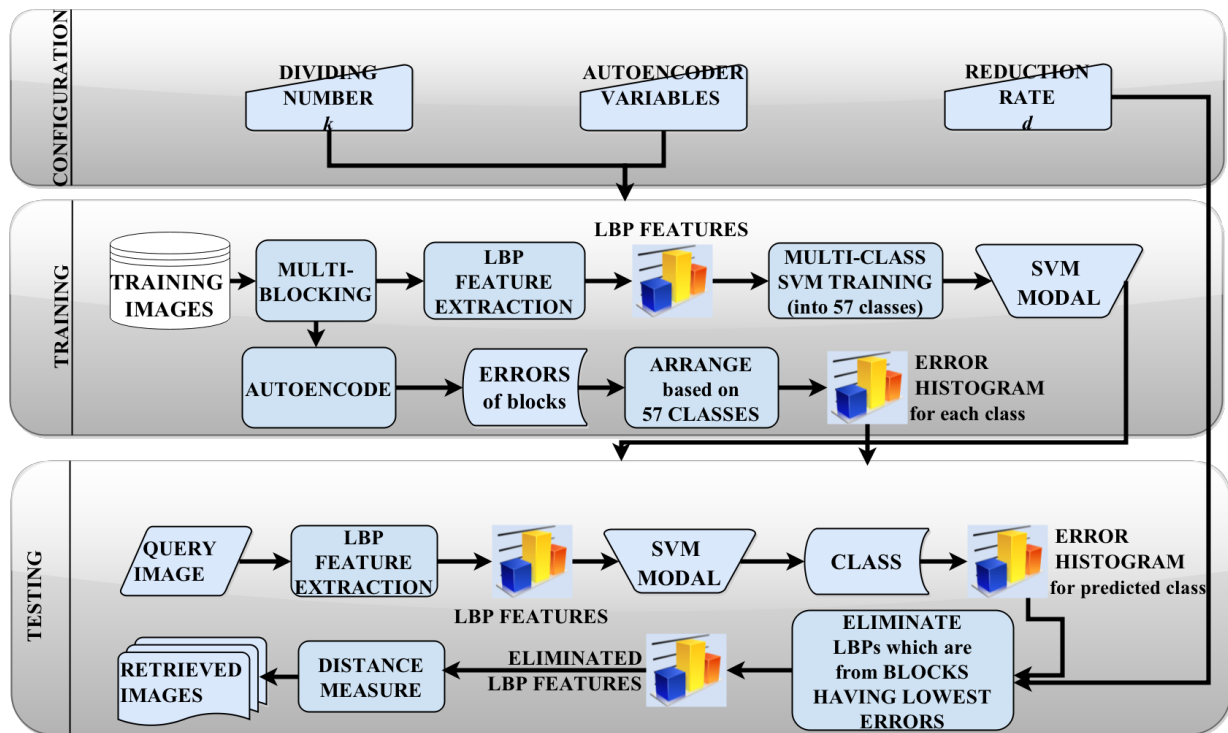 CONFIGURATION
DIVIDING
NUMBER
k
AUTOENCODER
VARIABLES
REDUCTION
RATE
d
TRAINING
TRAINING
IMAGES
MULTI-
BLOCKING
LBP
FEATURE
EXTRACTION
LBP FEATURES
MULTI-CLASS
SVM TRAINING
(into 57 classes)
SVM
MODAL
AUTOENCODE
ERRORS
of blocks
ARRANGE
based on
57 CLASSES
ERROR
HISTOGRAM
for each class
TESTING
QUERY
IMAGE
LBP
FEATURE
EXTRACTION
LBP FEATURES
SVM
MODAL
CLASS
ERROR
HISTOGRAM
for predicted class
ELIMINATE
LBPs which are
from BLOCKS
HAVING LOWEST
ERRORS
ELIMINATED
LBP FEATURES
DISTANCE
MEASURE
RETRIEVED
IMAGES